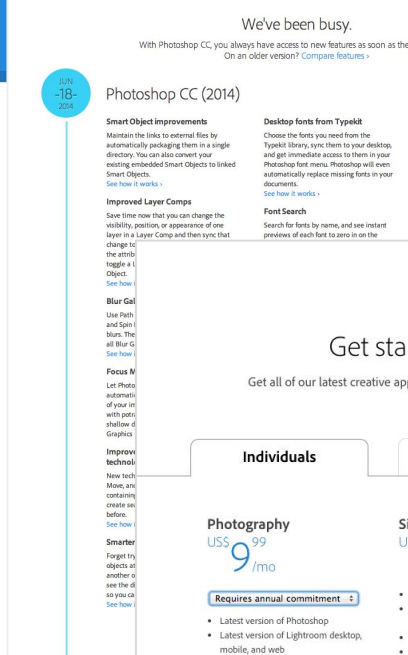 We've been busy.
With Photoshop CC, you always have access to new features as soon as the
On an older version? Compare features ›
JUN
-18-
2014
Photoshop CC (2014)
Smart Object improvements
Maintain the links to external files by
automatically packaging them in a single
directory. You can also convert your
existing embedded Smart Objects to linked
Smart Objects.
See how it works ›
Improved Layer Comps
Save time now that you can change the
visibility, position, or appearance of one
layer in a Layer Comp and then sync that
change to
the attrib
toggle a L
Object.
See how i
Blur Gal
Use Path
and Spin
blurs. The
all Blur G
See how i
Focus M
Let Photo
automatic
of your im
with potra
shallow d
Graphics
Improve
technolo
New tech
Move, and
containing
create sea
before.
See how i
Smarter
Forget try
objects at
another o
see the di
so you ca
See how i
Desktop fonts from Typekit
Choose the fonts you need from the
Typekit library, sync them to your desktop,
and get immediate access to them in your
Photoshop font menu. Photoshop will even
automatically replace missing fonts in your
documents.
See how it works ›
Font Search
Search for fonts by name, and see instant
previews of each font to zero in on the
Get sta
Get all of our latest creative ap
Individuals
Photography
US$ 9 99 /mo
Requires annual commitment
• Latest version of Photoshop
• Latest version of Lightroom desktop,
mobile, and web
Si
U